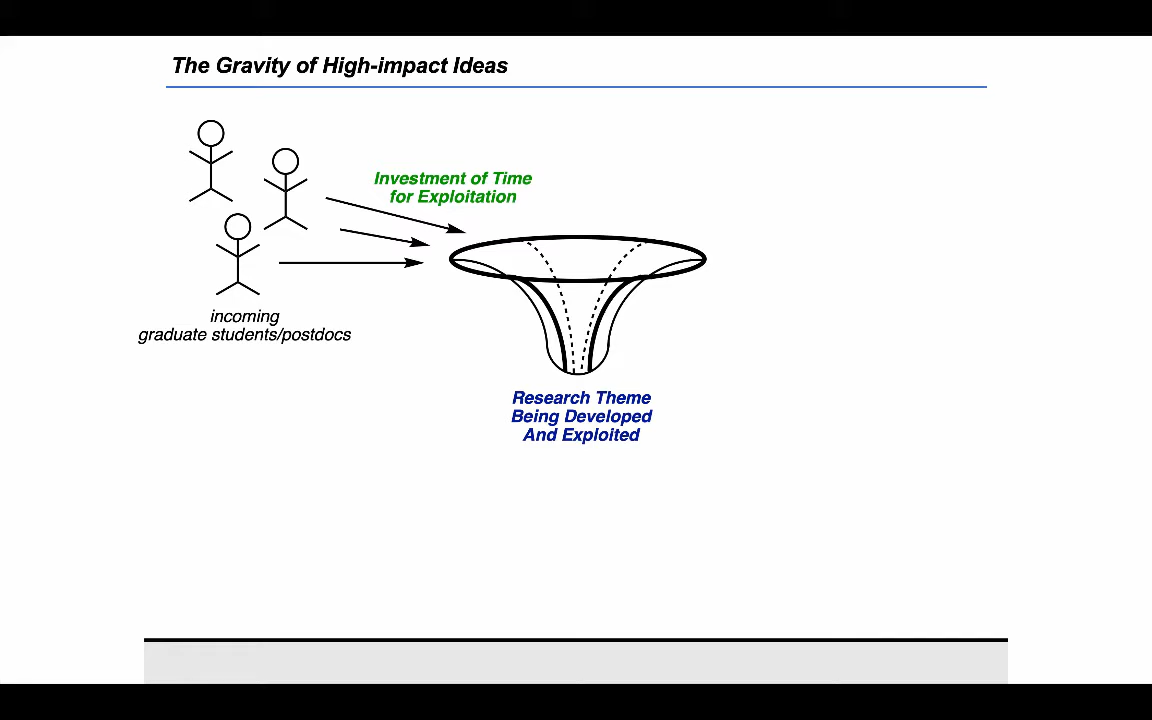 The Gravity of High-impact Ideas
Investment of Time
for Exploitation
incoming
graduate students/postdocs
Research Theme
Being Developed
And Exploited